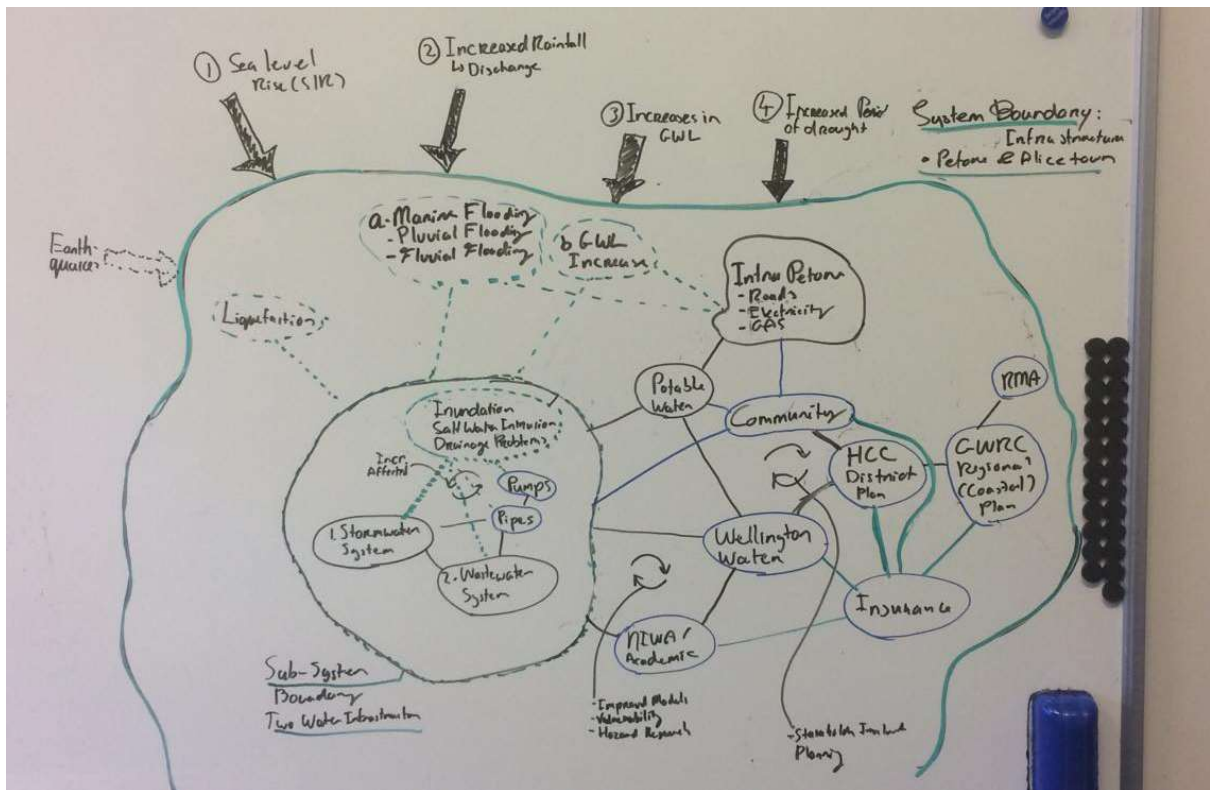 ① Sea level
Rise (SLR)
② Increased Rainfall
↳ Discharge
③ Increases in
GWL
④ Increased Period
of drought
System Boundary:
Infrastructure
• Petone & Alicetown
Earth-
quakes
a. Marine Flooding
- Pluvial Flooding
- Fluvial Flooding
b GWL
Increase
Liquefaction
Infra Petone
- Roads
- Electricity
- GAS
Potable
Water
Community
RMA
HCC
District
Plan
GWRC
Regional
(Coastal)
Plan
Inundation
Salt Water Intrusion
Drainage Problems
Incr.
Affected
Pumps
Pipes
1. Stormwater
System
2. Wastewater
System
Wellington
Water
Insurance
NIWA/
Academic
Sub-System
Boundary
Two Water Infrastructure
- Improved Models
- Vulnerability
- Hazard Research
- Stakeholder
Planning